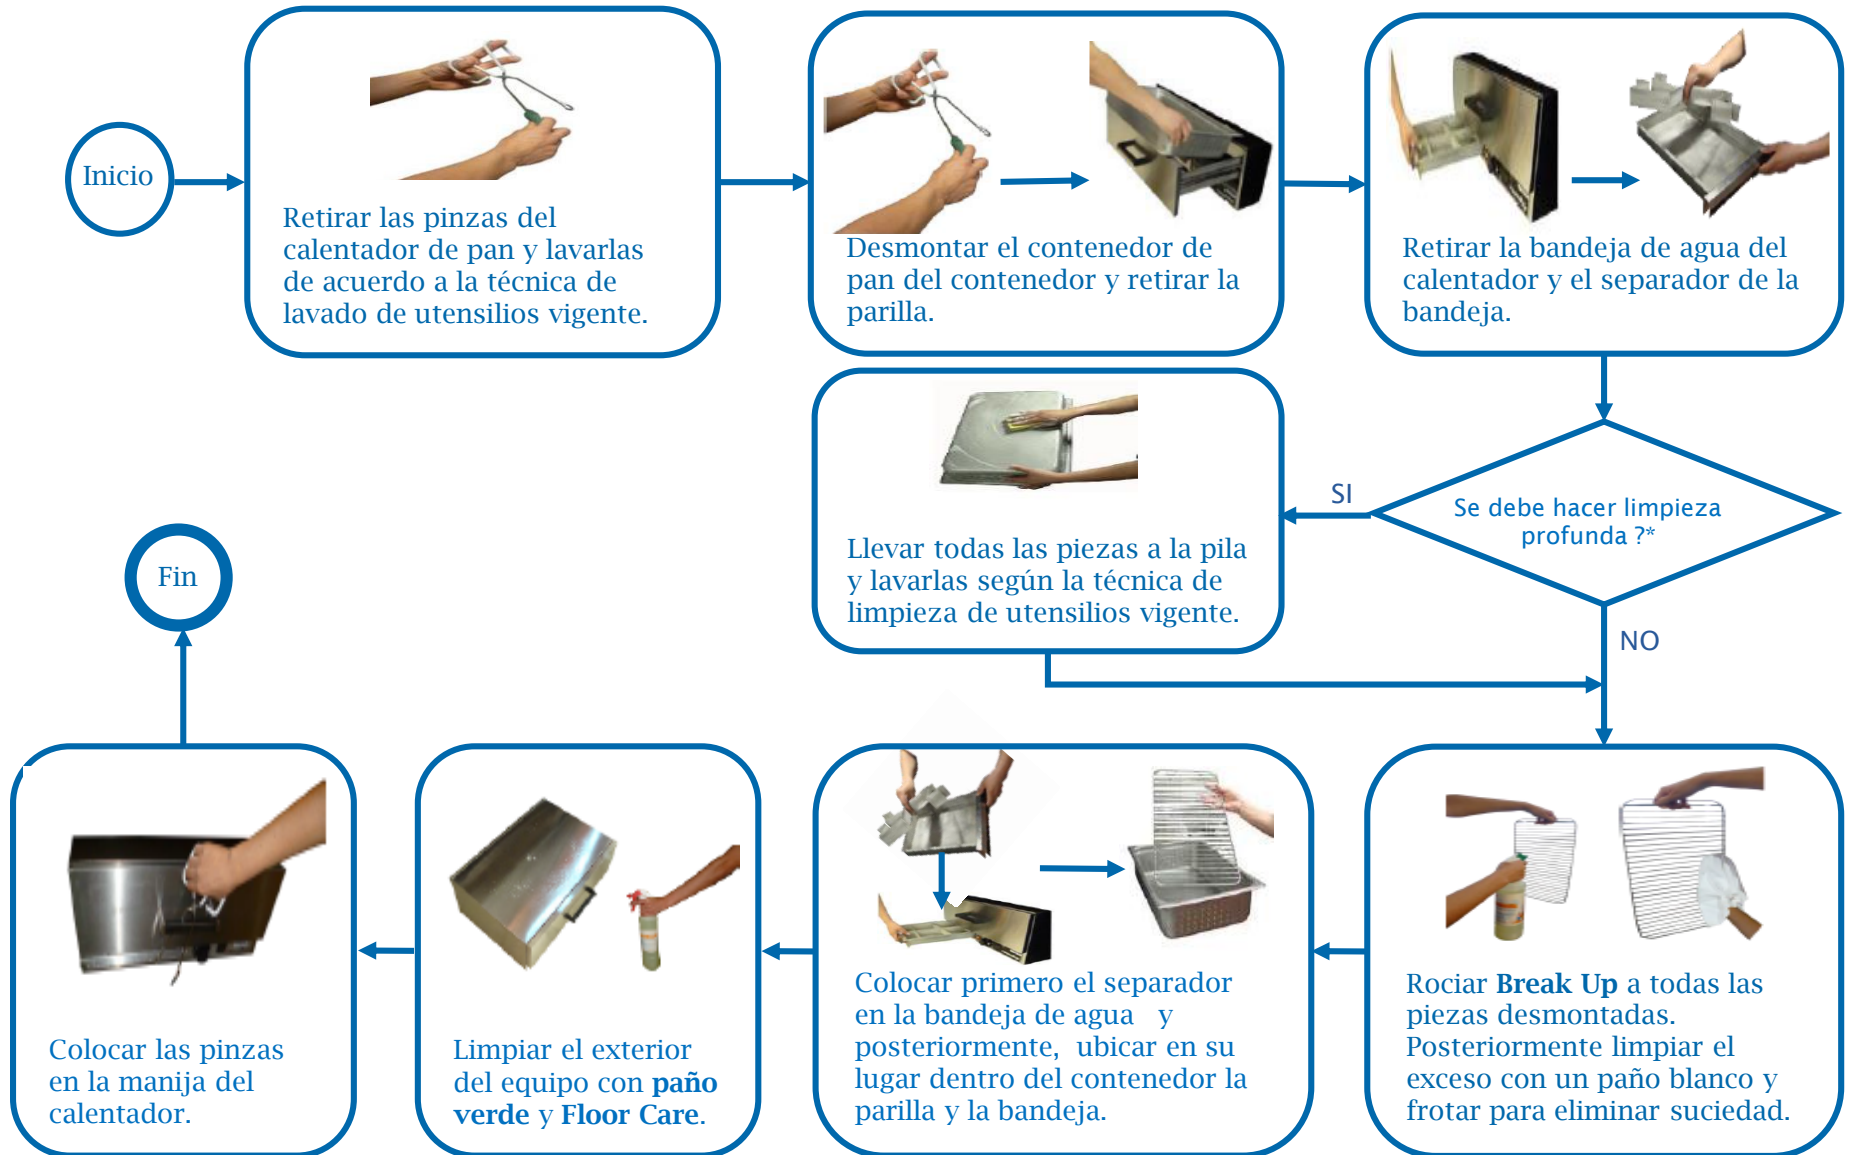 Inicio
Retirar las pinzas del
calentador de pan y lavarlas
de acuerdo a la técnica de
lavado de utensilios vigente.
Desmontar el contenedor de
pan del contenedor y retirar la
parilla.
Retirar la bandeja de agua del
calentador y el separador de la
bandeja.
Se debe hacer limpieza
profunda ?*
SI
Llevar todas las piezas a la pila
y lavarlas según la técnica de
limpieza de utensilios vigente.
NO
Rociar Break Up a todas las
piezas desmontadas.
Posteriormente limpiar el
exceso con un paño blanco y
frotar para eliminar suciedad.
Colocar primero el separador
en la bandeja de agua y
posteriormente, ubicar en su
lugar dentro del contenedor la
parilla y la bandeja.
Limpiar el exterior
del equipo con paño
verde y Floor Care.
Colocar las pinzas
en la manija del
calentador.
Fin